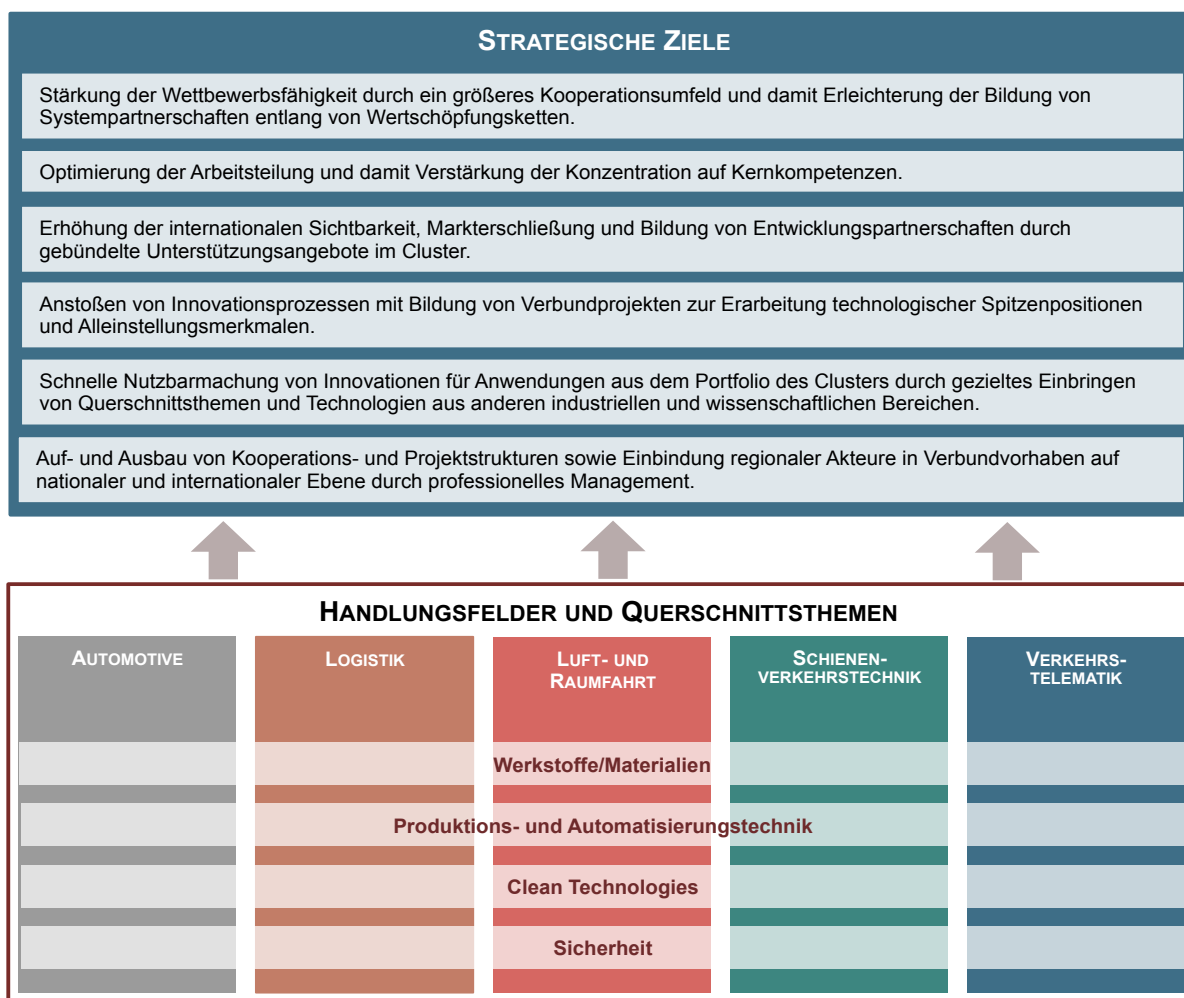 STRATEGISCHE ZIELE
Stärkung der Wettbewerbsfähigkeit durch ein größeres Kooperationsumfeld und damit Erleichterung der Bildung von
Systempartnerschaften entlang von Wertschöpfungsketten.
Optimierung der Arbeitsteilung und damit Verstärkung der Konzentration auf Kernkompetenzen.
Erhöhung der internationalen Sichtbarkeit, Markterschließung und Bildung von Entwicklungspartnerschaften durch
gebündelte Unterstützungsangebote im Cluster.
Anstoßen von Innovationsprozessen mit Bildung von Verbundprojekten zur Erarbeitung technologischer Spitzenpositionen
und Alleinstellungsmerkmalen.
Schnelle Nutzbarmachung von Innovationen für Anwendungen aus dem Portfolio des Clusters durch gezieltes Einbringen
von Querschnittsthemen und Technologien aus anderen industriellen und wissenschaftlichen Bereichen.
Auf- und Ausbau von Kooperations- und Projektstrukturen sowie Einbindung regionaler Akteure in Verbundvorhaben auf
nationaler und internationaler Ebene durch professionelles Management.
HANDLUNGSFELDER UND QUERSCHNITTSTHEMEN
AUTOMOTIVE
LOGISTIK
LUFT- UND
RAUMFAHRT
SCHIENEN-
VERKEHRSTECHNIK
VERKEHRS-
TELEMATIK
Werkstoffe/Materialien
Produktions- und Automatisierungstechnik
Clean Technologies
Sicherheit